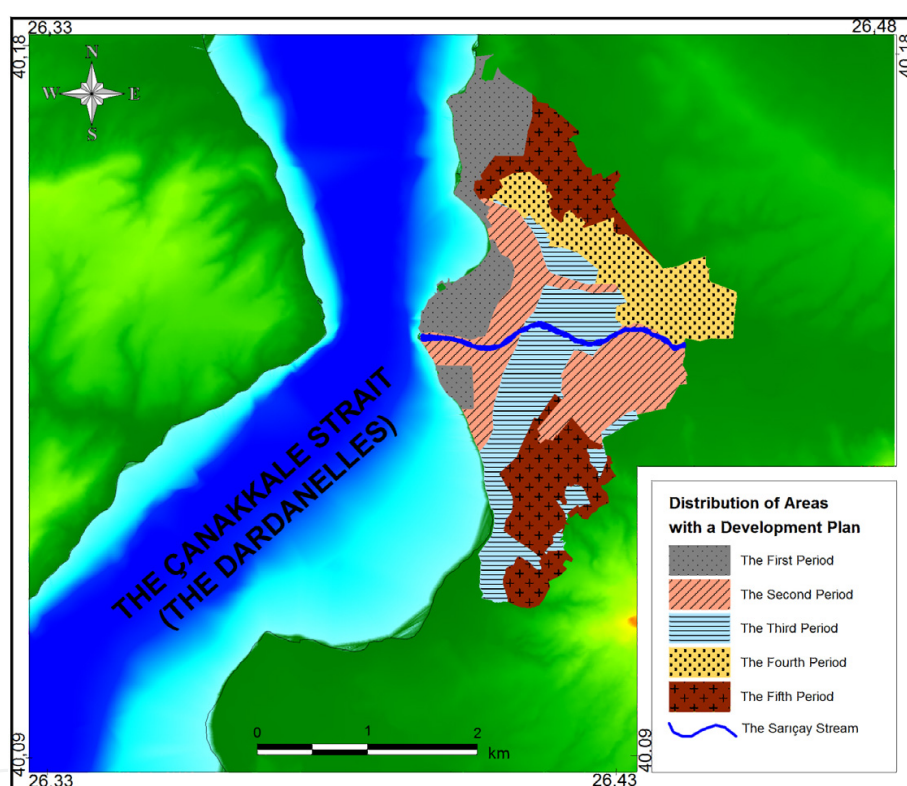 26,33
26,48
40,18
40,18
N
W E
S
THE ÇANAKKALE STRAIT
(THE DARDANELLES)
Distribution of Areas
with a Development Plan
The First Period
The Second Period
The Third Period
The Fourth Period
The Fifth Period
The Sarıçay Stream
0 1 2
km
40,09
40,09
26,33
26,43